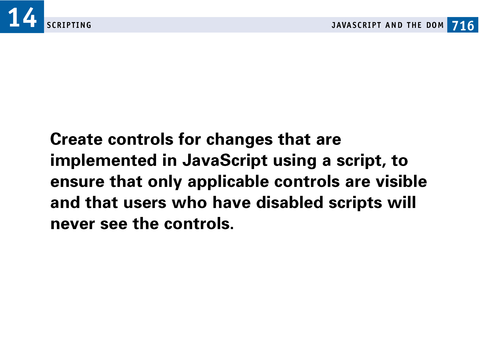 14 SCRIPTING JAVASCRIPT AND THE DOM 716
Create controls for changes that are
implemented in JavaScript using a script, to
ensure that only applicable controls are visible
and that users who have disabled scripts will
never see the controls.